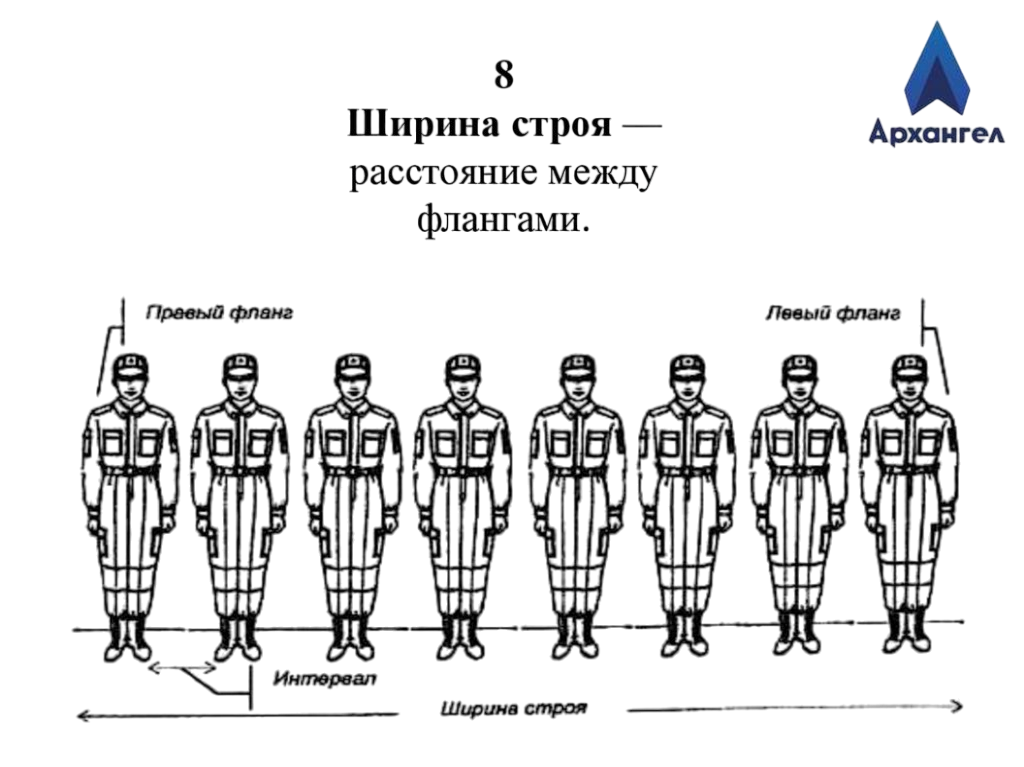 8
Ширина строя —
расстояние между
флангами.
Архангел
Правый фланг
Левый фланг
Интервал
Ширина строя